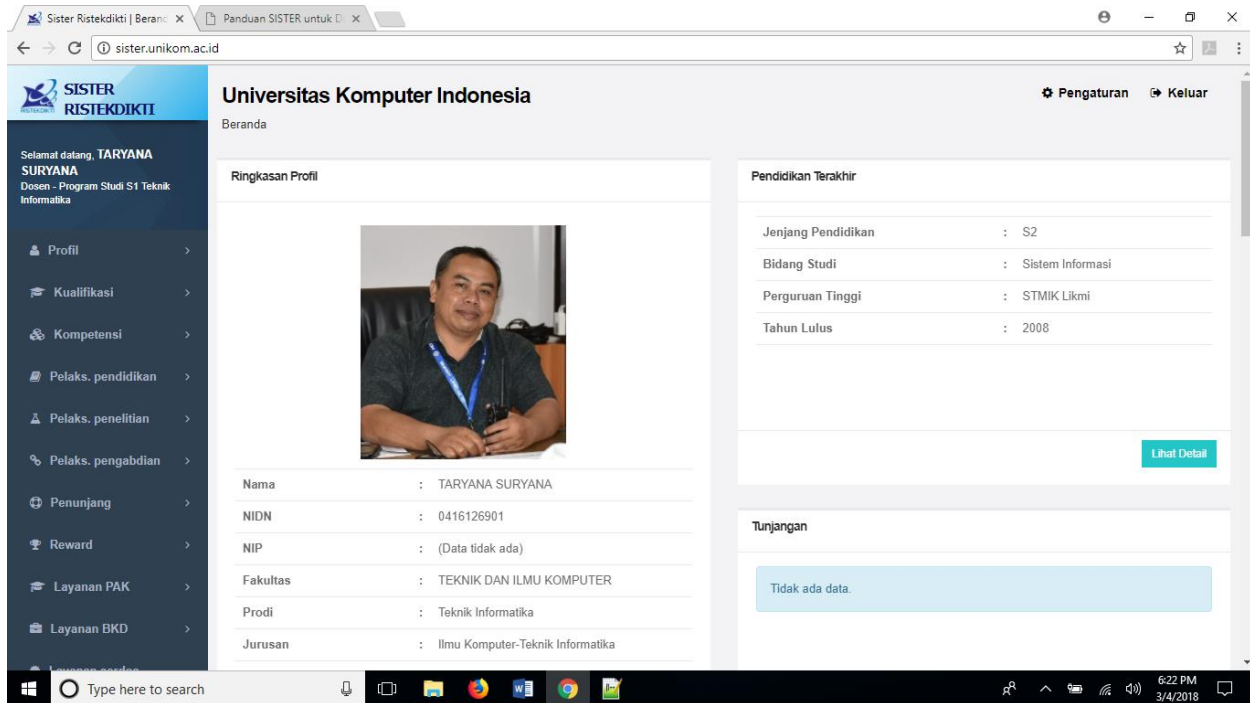 Sister Ristekdikti | Beranc
Panduan SISTER untuk D
sister.unikom.ac.id
SISTER
RISTEKDIKTI
RISTEKDIKTI
Selamat datang, TARYANA
SURYANA
Dosen - Program Studi S1 Teknik
Informatika
Profil
Kualifikasi
Kompetensi
Pelaks. pendidikan
Pelaks. penelitian
Pelaks. pengabdian
Penunjang
Reward
Layanan PAK
Layanan BKD
Universitas Komputer Indonesia
Pengaturan Keluar
Beranda
Ringkasan Profil
Nama : TARYANA SURYANA
NIDN : 0416126901
NIP : (Data tidak ada)
Fakultas : TEKNIK DAN ILMU KOMPUTER
Prodi : Teknik Informatika
Jurusan : Ilmu Komputer-Teknik Informatika
Pendidikan Terakhir
Jenjang Pendidikan : S2
Bidang Studi : Sistem Informasi
Perguruan Tinggi : STMIK Likmi
Tahun Lulus : 2008
Lihat Detail
Tunjangan
Tidak ada data.
Type here to search
6:22 PM
3/4/2018